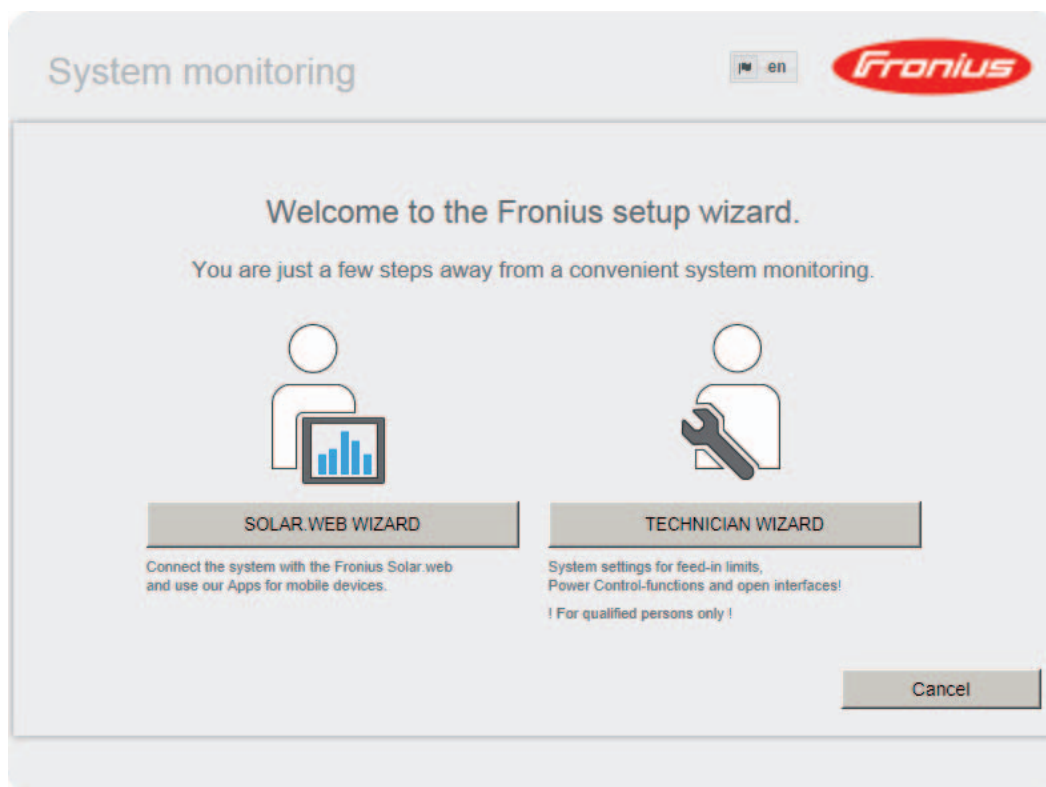 System monitoring
en
Fronius
Welcome to the Fronius setup wizard.
You are just a few steps away from a convenient system monitoring.
SOLAR.WEB WIZARD
Connect the system with the Fronius Solar.web
and use our Apps for mobile devices.
TECHNICIAN WIZARD
System settings for feed-in limits,
Power Control-functions and open interfaces!
! For qualified persons only !
Cancel